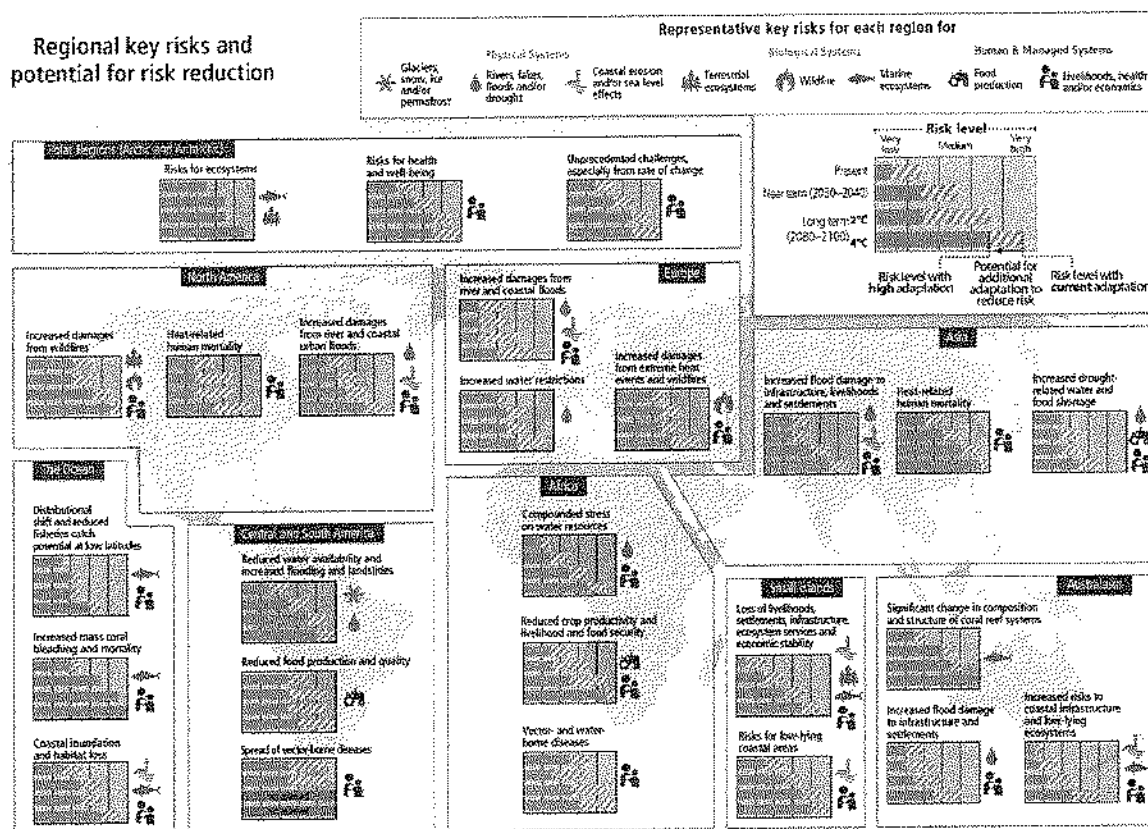 Regional key risks and
potential for risk reduction
Representative key risks for each region for
Physical Systems
Biological Systems
Human & Managed Systems
Glaciers,
snow, ice
and/or
permafrost
Rivers, lakes,
floods and/or
drought
Coastal erosion
and/or sea level
effects
Terrestrial
ecosystems
Wildfire
Marine
ecosystems
Food
production
Livelihoods, health
and/or economics
Risk level
Very
low
Medium
Very
high
Present
Near term (2030–2040)
Long term 2°C
(2080–2100)
4°C
Risk level with
high adaptation
Potential for
additional
adaptation to
reduce risk
Risk level with
current adaptation
Polar Regions (Arctic and Antarctic)
Risks for ecosystems
Risks for health
and well-being
Unprecedented challenges,
especially from rate of change
North America
Increased damages
from wildfires
Heat-related
human mortality
Increased damages
from river and coastal
urban floods
Europe
Increased damages from
river and coastal floods
Increased water restrictions
Increased damages
from extreme heat
events and wildfires
Asia
Increased flood damage to
infrastructure, livelihoods
and settlements
Heat-related
human mortality
Increased drought-
related water and
food shortage
The Ocean
Distributional
shift and reduced
fisheries catch
potential at low latitudes
Increased mass coral
bleaching and mortality
Coastal inundation
and habitat loss
Central and South America
Reduced water availability and
increased flooding and landslides
Reduced food production and quality
Spread of vector-borne diseases
Africa
Compounded stress
on water resources
Reduced crop productivity and
livelihood and food security
Vector- and water-
borne diseases
Small Islands
Loss of livelihoods,
settlements, infrastructure,
ecosystem services and
economic stability
Risks for low-lying
coastal areas
Australasia
Significant change in composition
and structure of coral reef systems
Increased flood damage
to infrastructure and
settlements
Increased risks to
coastal infrastructure
and low-lying
ecosystems